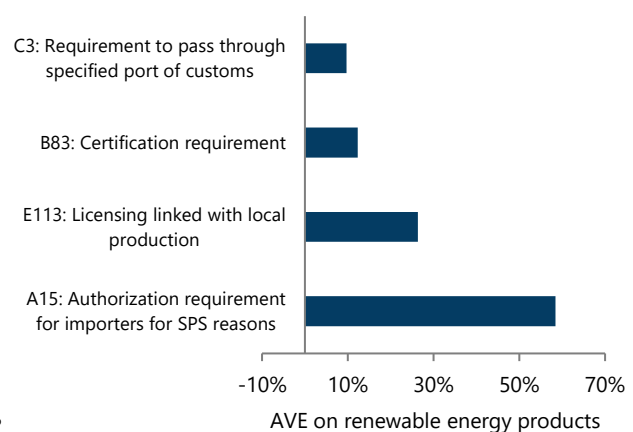 C3: Requirement to pass through
specified port of customs
B83: Certification requirement
E113: Licensing linked with local
production
A15: Authorization requirement
for importers for SPS reasons
-10% 10% 30% 50% 70%
AVE on renewable energy products